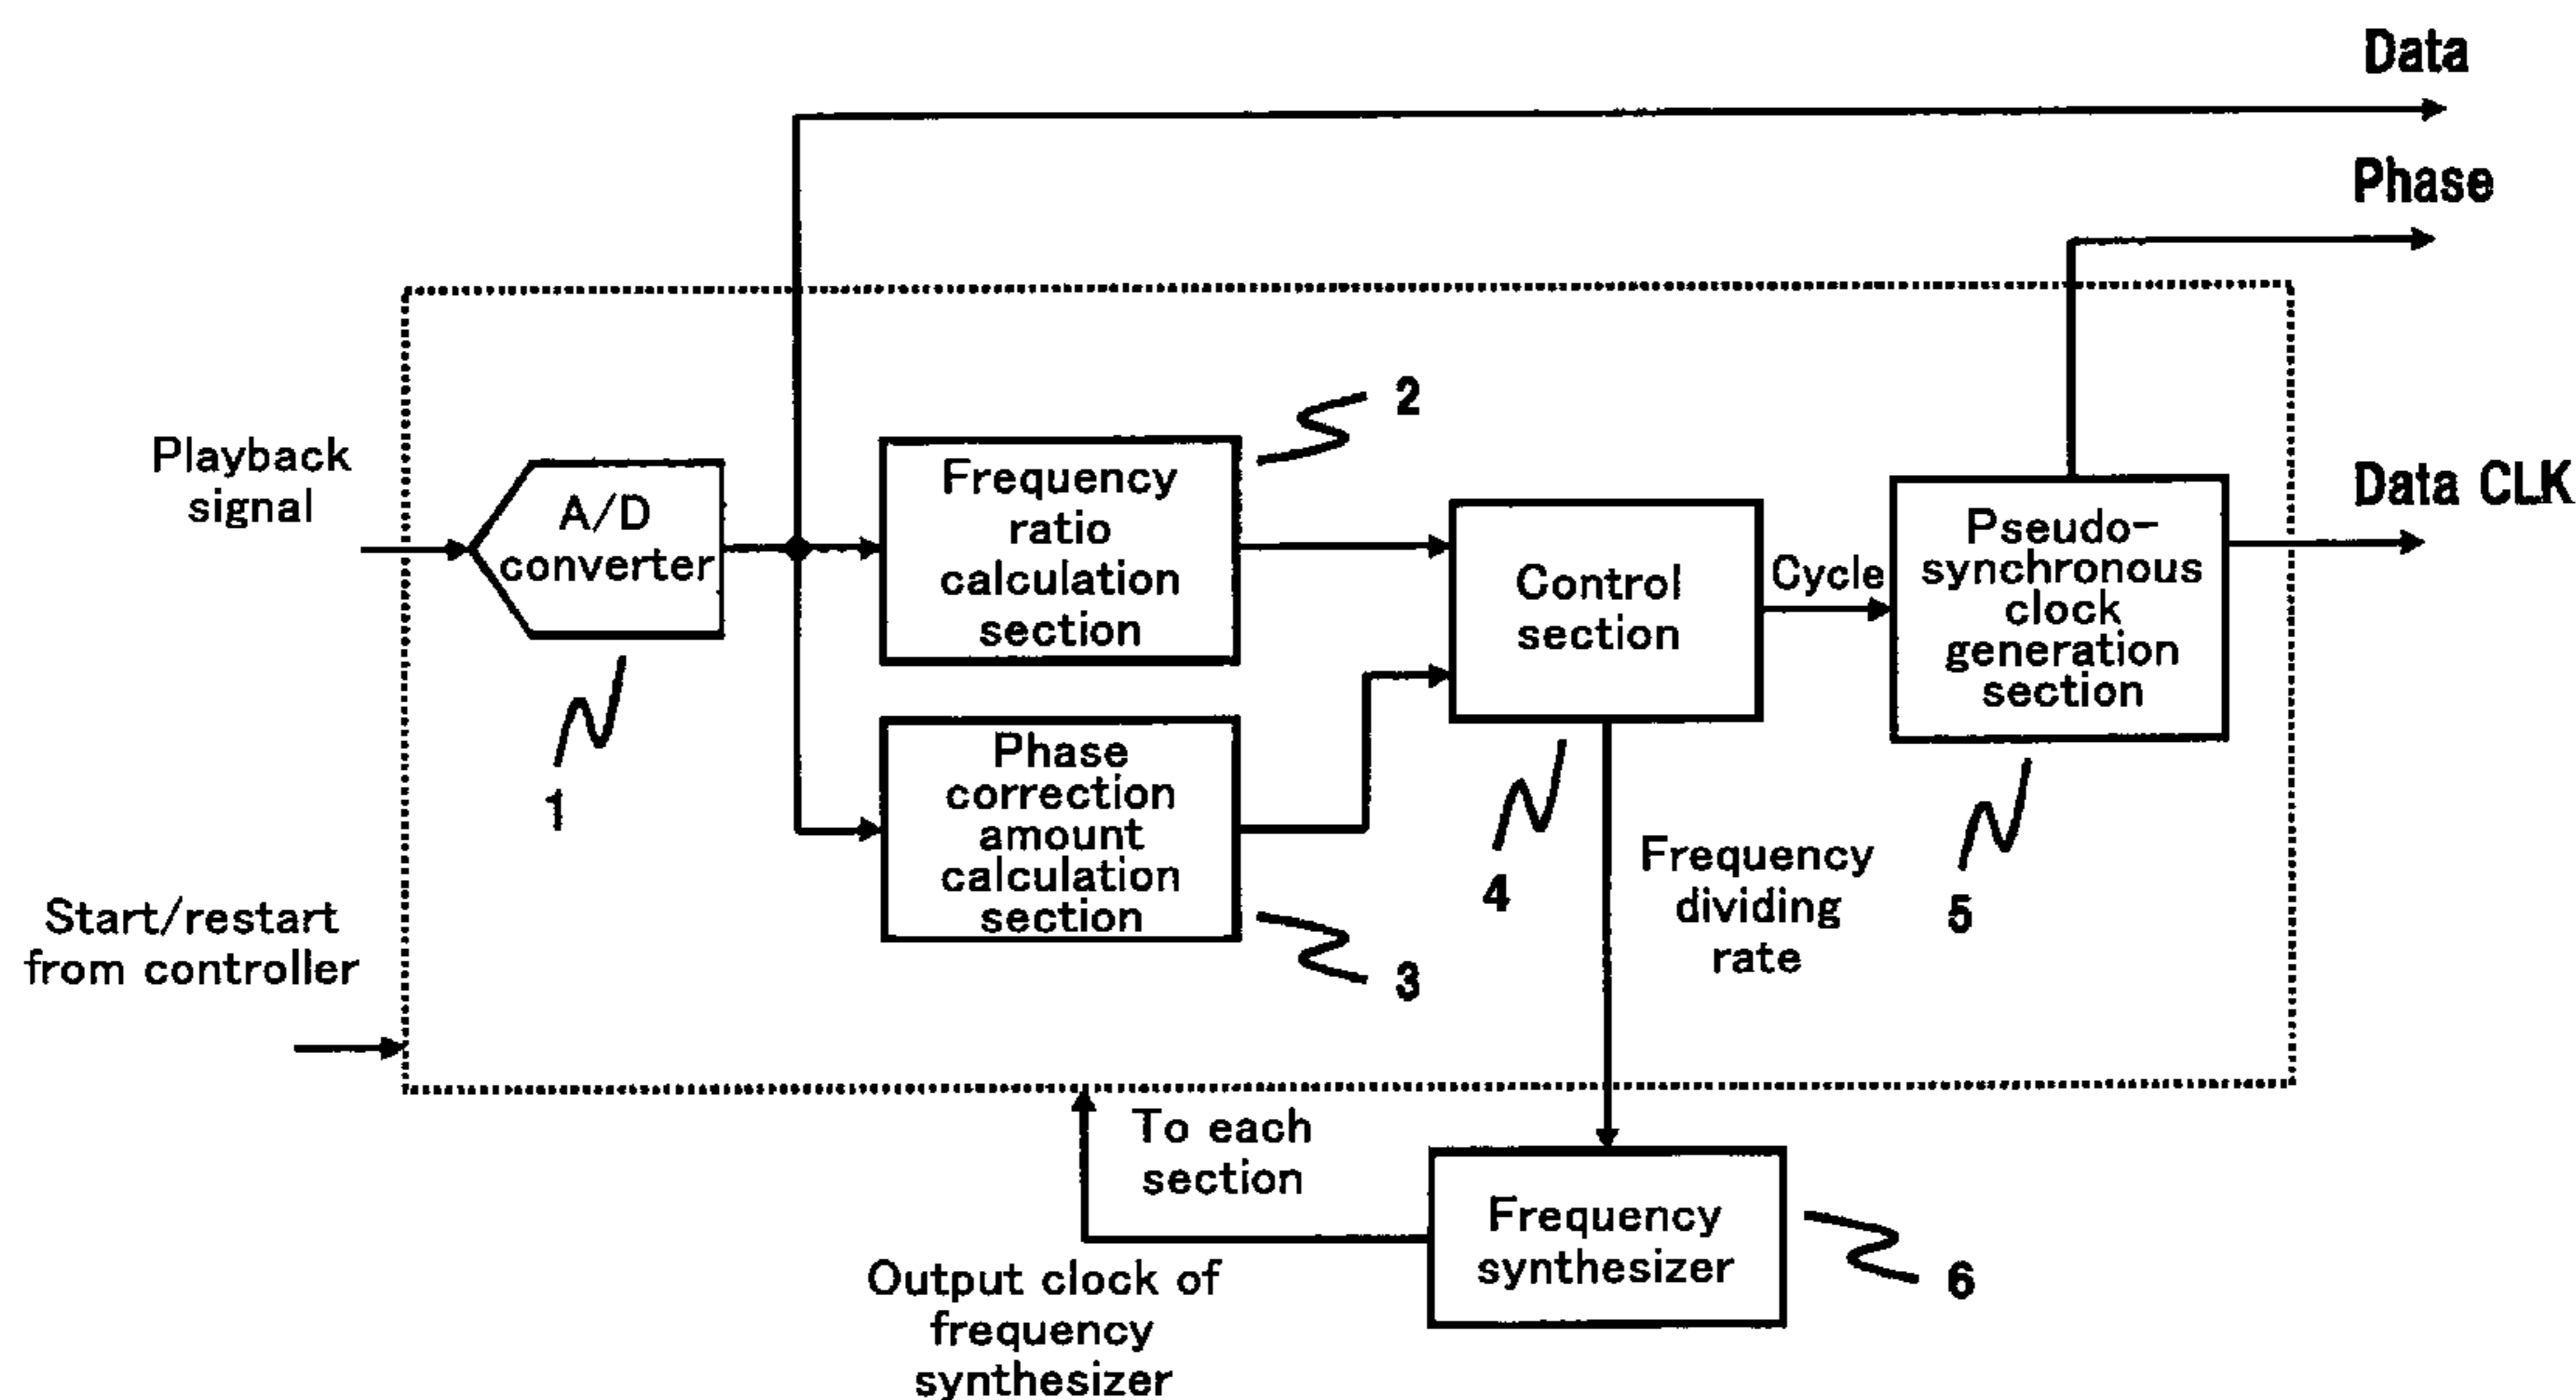 Data
Phase
Data CLK
Playback
signal
A/D
converter
1
Frequency
ratio
calculation
section
2
Phase
correction
amount
calculation
section
3
Control
section
4
Cycle
Pseudo-
synchronous
clock
generation
section
5
Frequency
dividing
rate
Start/restart
from controller
To each
section
Frequency
synthesizer
6
Output clock of
frequency
synthesizer